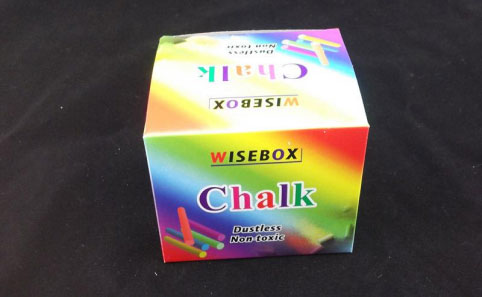 Dustless
Non-toxic
Chalk
WISEBOX
WISEBOX
Chalk
Dustless
Non-toxic